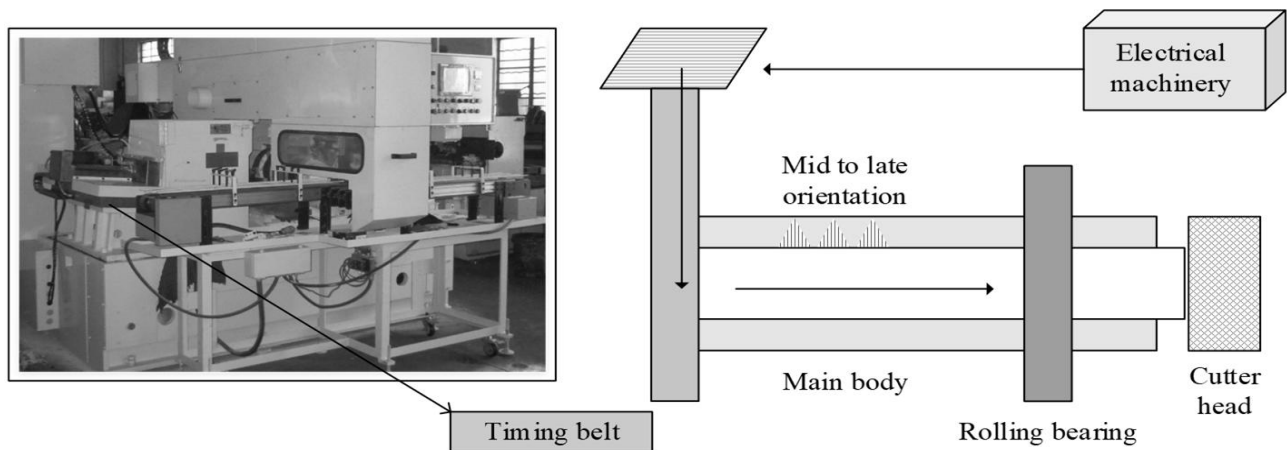 Electrical
machinery
Mid to late
orientation
Main body
Cutter
head
Timing belt
Rolling bearing